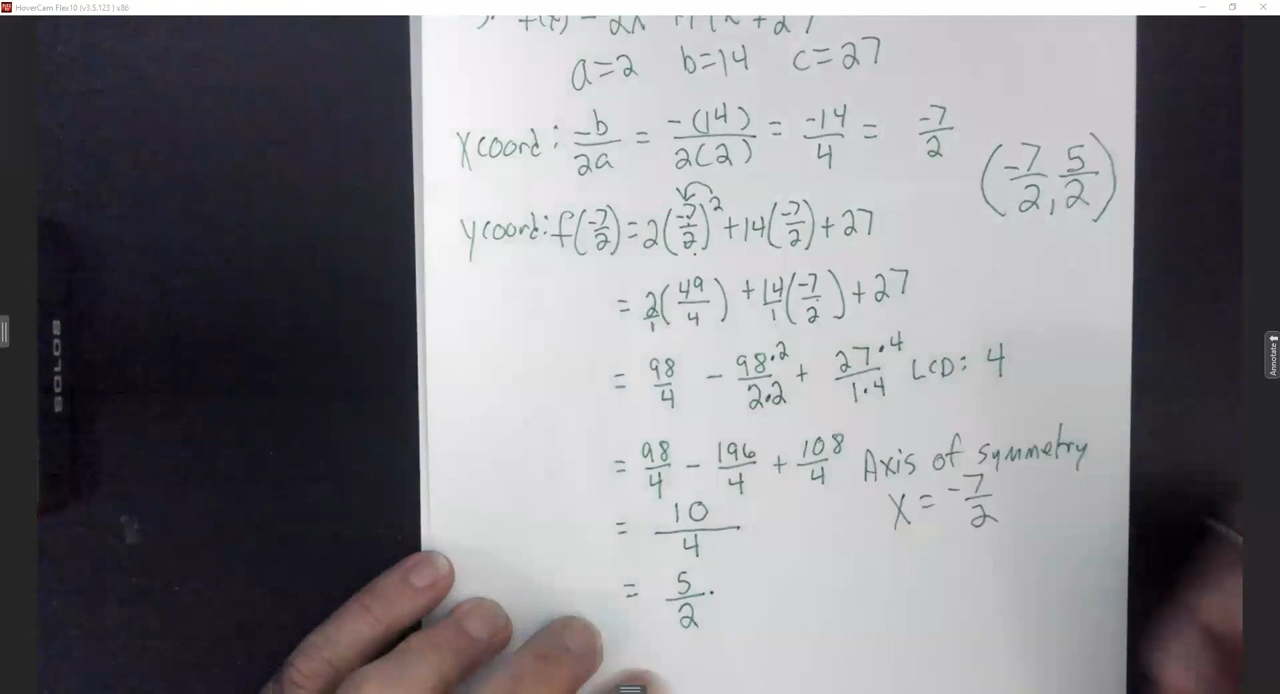 HoverCam Flex10 (v3.5.123) x86
a=2 b=14 c=27
X coord: -b/2a = -(14)/2(2) = -14/4 = -7/2
(-7/2, 5/2)
y coord: f(-7/2) = 2(-7/2)² + 14(-7/2) + 27
= 2/1(49/4) + 14/1(-7/2) + 27
= 98/4 - 98·2/2·2 + 27·4/1·4 LCD: 4
= 98/4 - 196/4 + 108/4 Axis of symmetry
X = -7/2
= 10/4
= 5/2.
SOLOS
Annotate